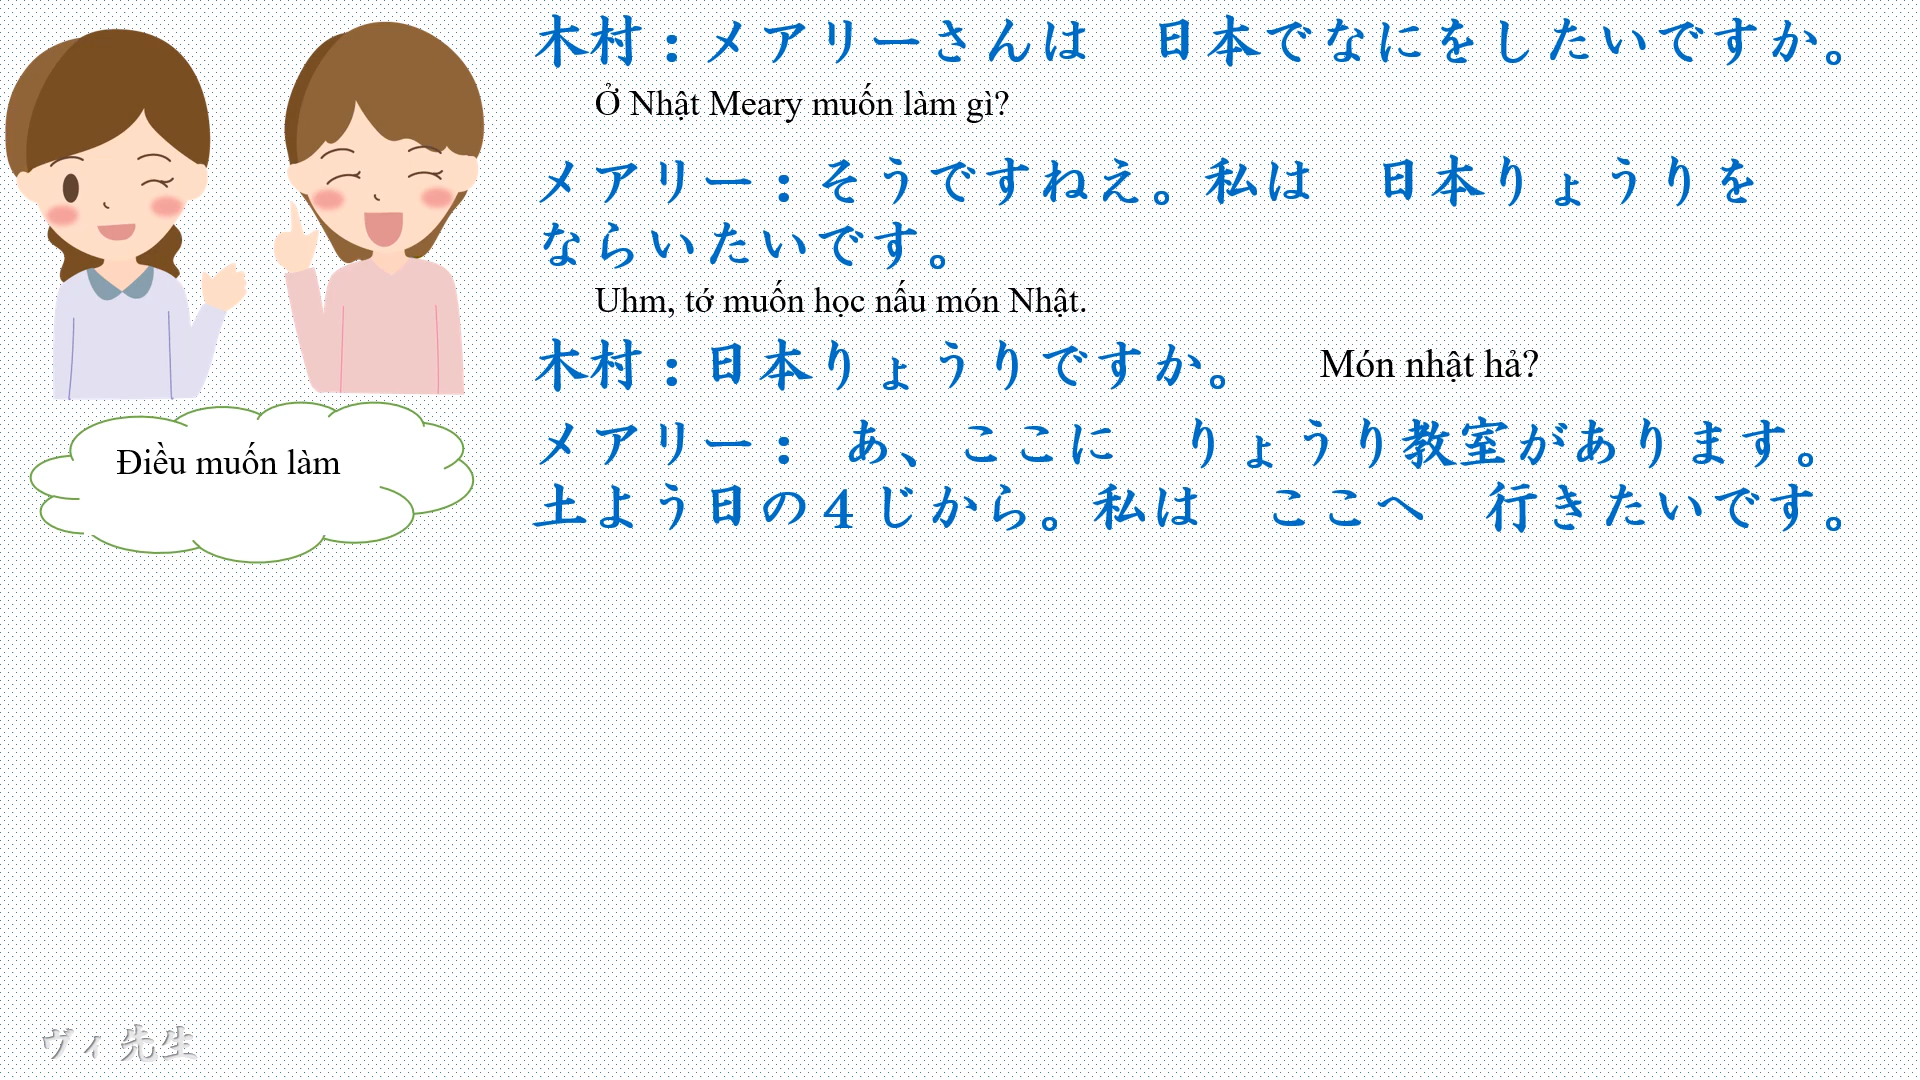 木村：メアリーさんは　日本でなにをしたいですか。
Ở Nhật Meary muốn làm gì?
メアリー：そうですねえ。私は　日本りょうりを
ならいたいです。
Uhm, tớ muốn học nấu món Nhật.
木村：日本りょうりですか。 Món nhật hả?
メアリー：　あ、ここに　りょうり教室があります。
土よう日の４じから。私は　ここへ　行きたいです。
Điều muốn làm
ヴィ先生